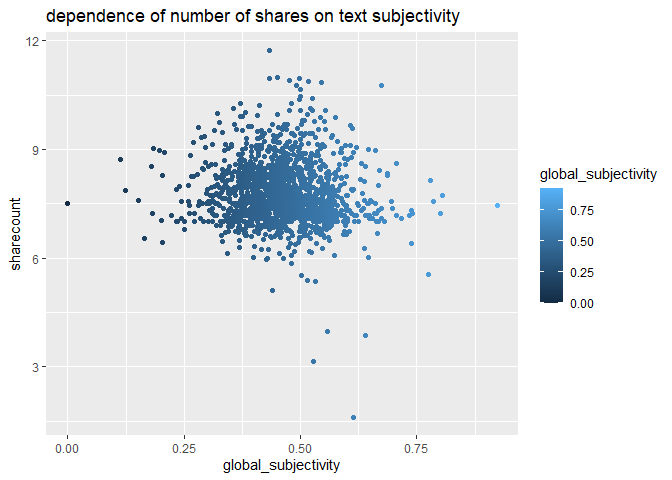 dependence of number of shares on text subjectivity
12
9
6
3
sharecount
0.00 0.25 0.50 0.75
global_subjectivity
global_subjectivity
0.75
0.50
0.25
0.00